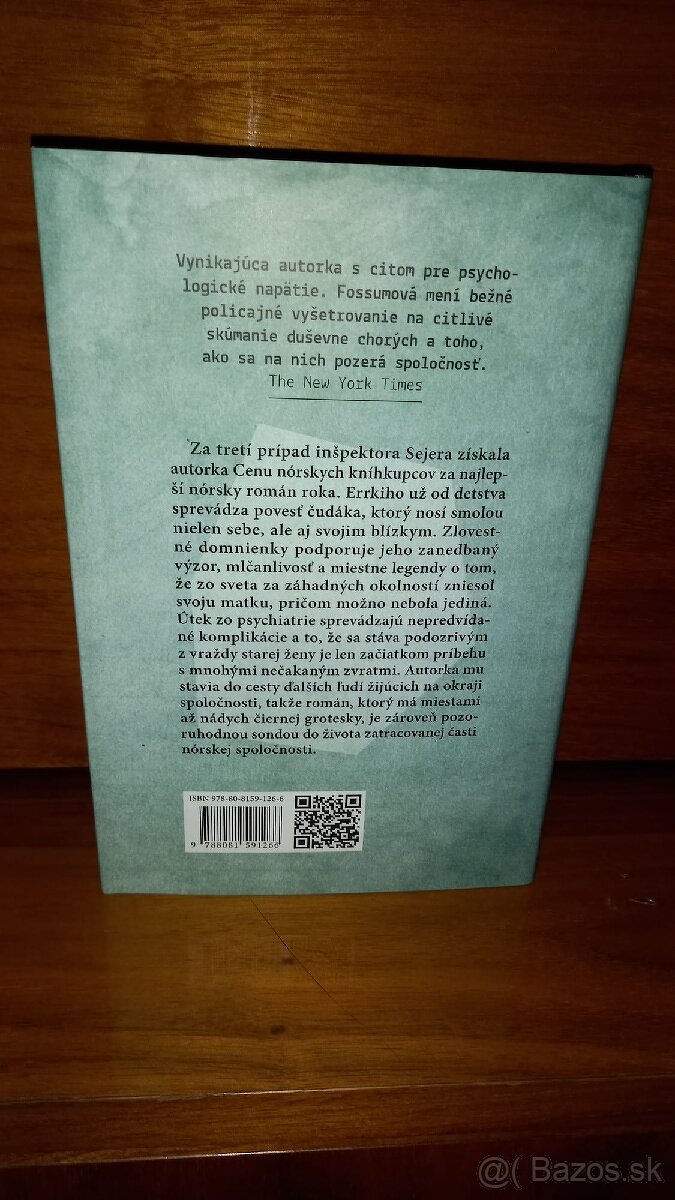 Vynikajúca autorka s citom pre psycho-
logické napätie. Fossumová mení bežné
policajné vyšetrovanie na citlivé
skúmanie duševne chorých a toho,
ako sa na nich pozerá spoločnosť.
The New York Times
Za tretí prípad inšpektora Sejera získala
autorka Cenu nórskych kníhkupcov za najlep-
ší nórsky román roka. Errkiho už od detstva
sprevádza povesť čudáka, ktorý nosí smolou
nielen sebe, ale aj svojim blízkym. Zlovest-
né domnienky podporuje jeho zanedbaný
výzor, mlčanlivosť a miestne legendy o tom,
že zo sveta za záhadných okolností zniesol
svoju matku, pričom možno nebola jediná.
Útek zo psychiatrie sprevádzajú nepredvída-
né komplikácie a to, že sa stáva podozrivým
z vraždy starej ženy je len začiatkom príbehu
s mnohými nečakanými zvratmi. Autorka mu
stavia do cesty ďalších ľudí žijúcich na okraji
spoločnosti, takže román, ktorý má miestami
až nádych čiernej grotesky, je zároveň pozo-
ruhodnou sondou do života zatracovanej časti
nórskej spoločnosti.
ISBN 978-80-8159-126-6
9 788081 591266
@( Bazos.sk